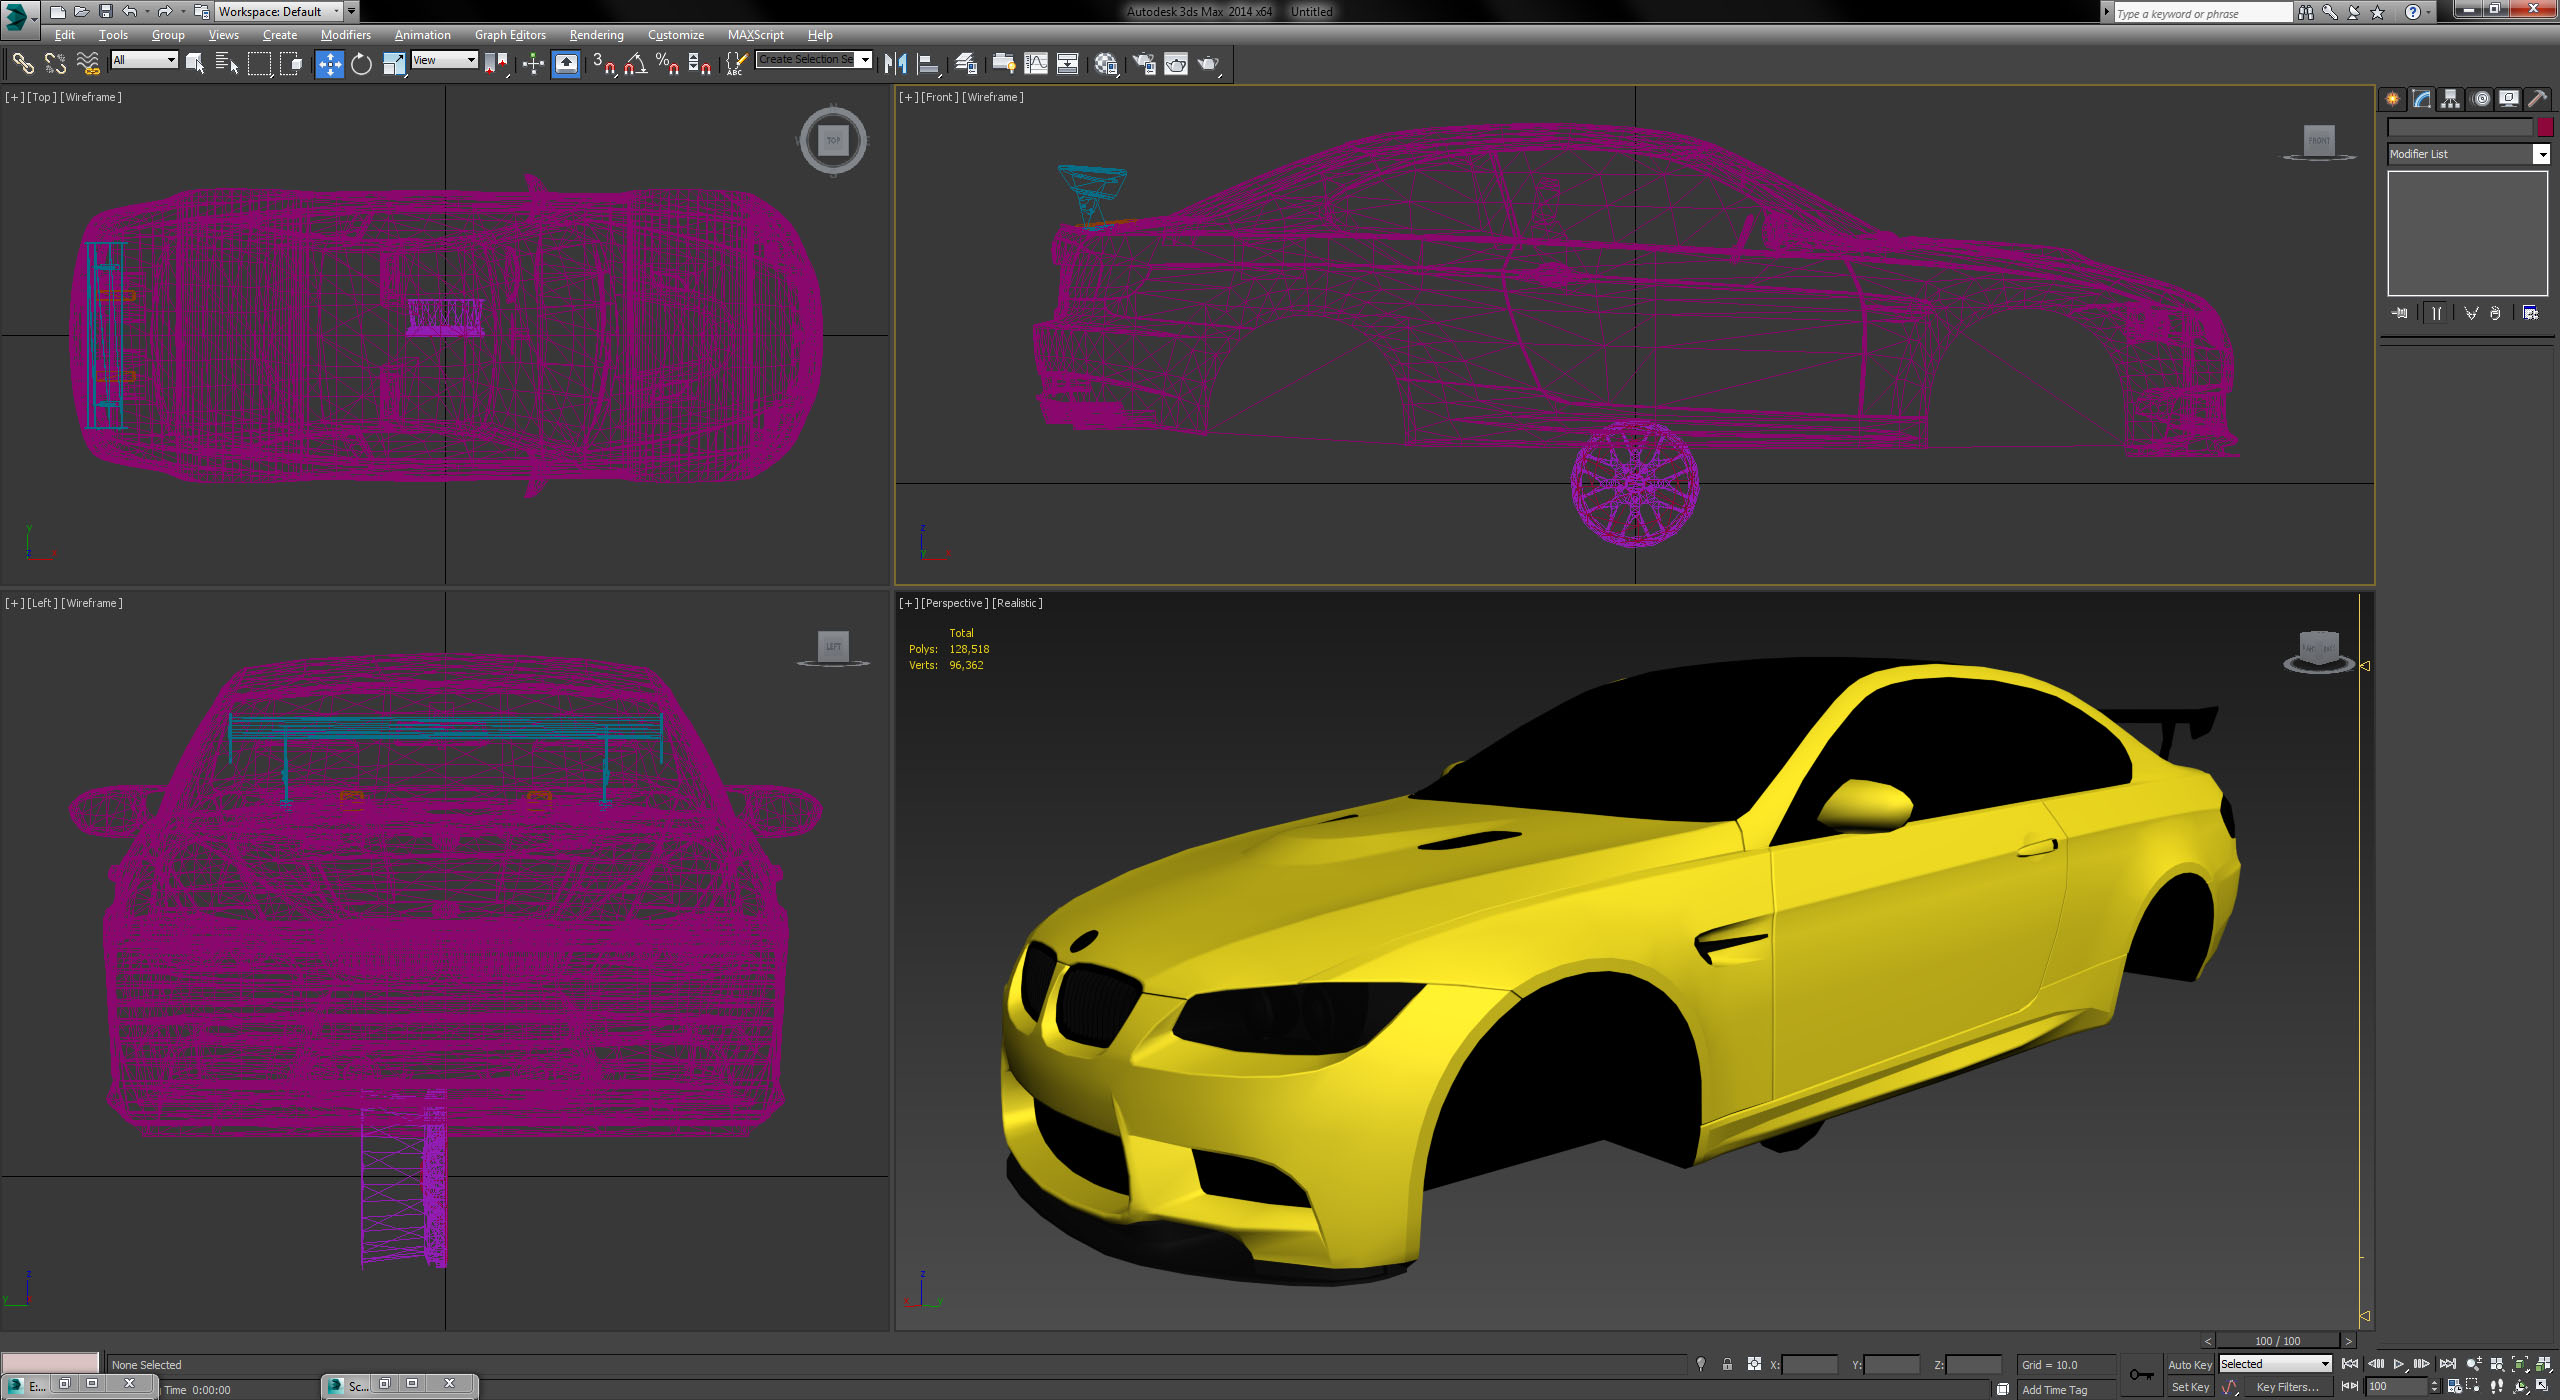 Workspace: Default
Autodesk 3ds Max 2014 x64 Untitled
Type a keyword or phrase
Edit Tools Group Views Create Modifiers Animation Graph Editors Rendering Customize MAXScript Help
All
View
3
%
ABC
Create Selection Se
[+] [Top] [Wireframe]
TOP
[+] [Front] [Wireframe]
FRONT
Modifier List
y
z
z
y
[+] [Left] [Wireframe]
LEFT
[+] [Perspective] [Realistic]
Total
Polys: 128,518
Verts: 96,362
z
y
z
x
y
100 / 100
None Selected
X:
Y:
Z:
Grid = 10.0
Auto Key
Selected
E:...
Time 0:00:00
Sc...
Add Time Tag
Set Key
Key Filters...
100